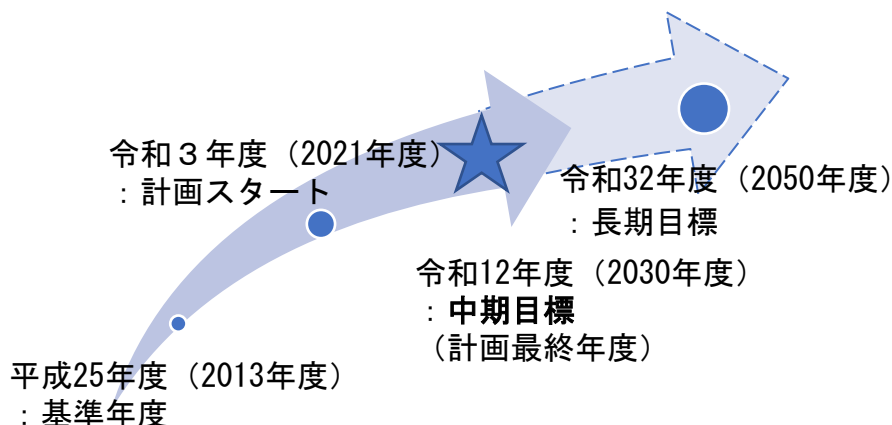 令和３年度（2021年度）
：計画スタート
令和32年度（2050年度）
：長期目標
令和12年度（2030年度）
：中期目標
（計画最終年度）
平成25年度（2013年度）
：基準年度